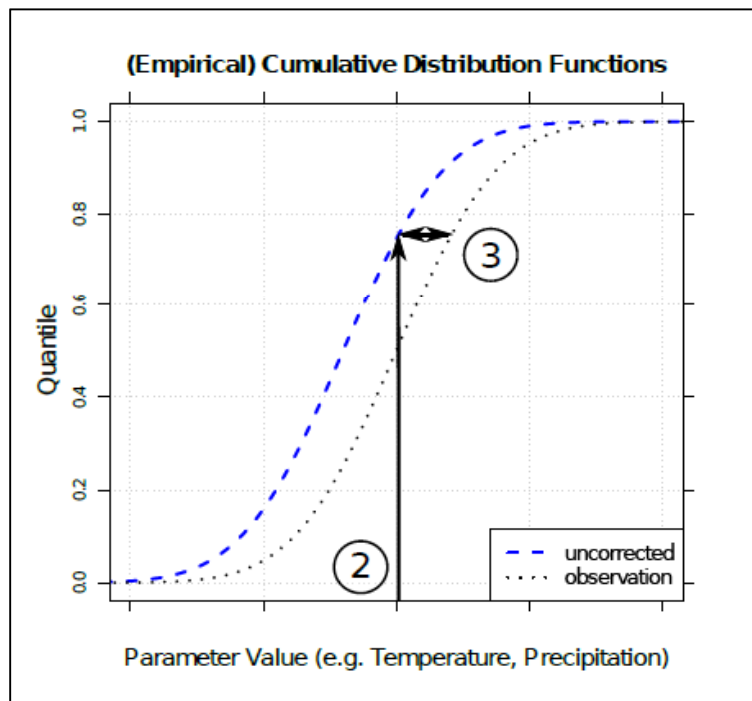 (Empirical) Cumulative Distribution Functions
Quantile
1.0
0.8
0.6
0.4
0.2
0.0
3
2
uncorrected
observation
Parameter Value (e.g. Temperature, Precipitation)